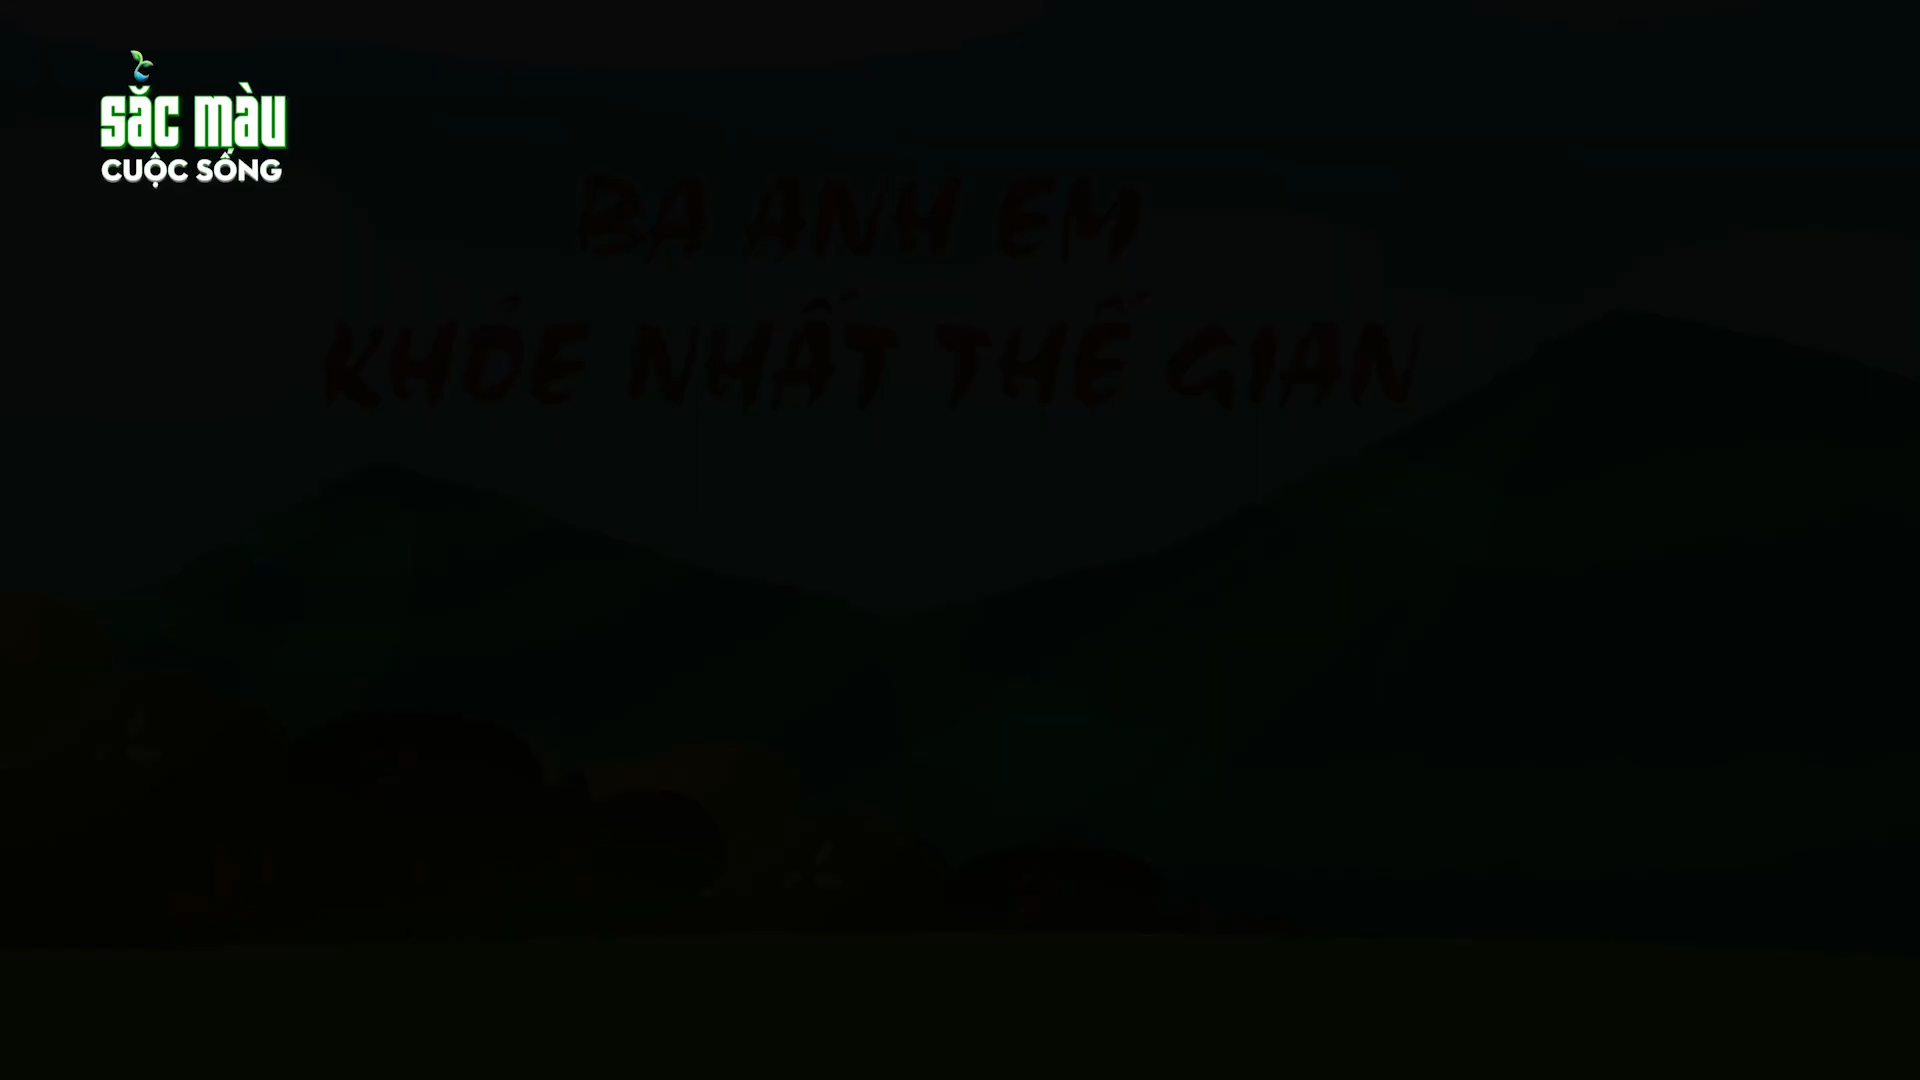 sắc màu
CUỘC SỐNG
BA ANH EM
KHỎE NHẤT THẾ GIAN